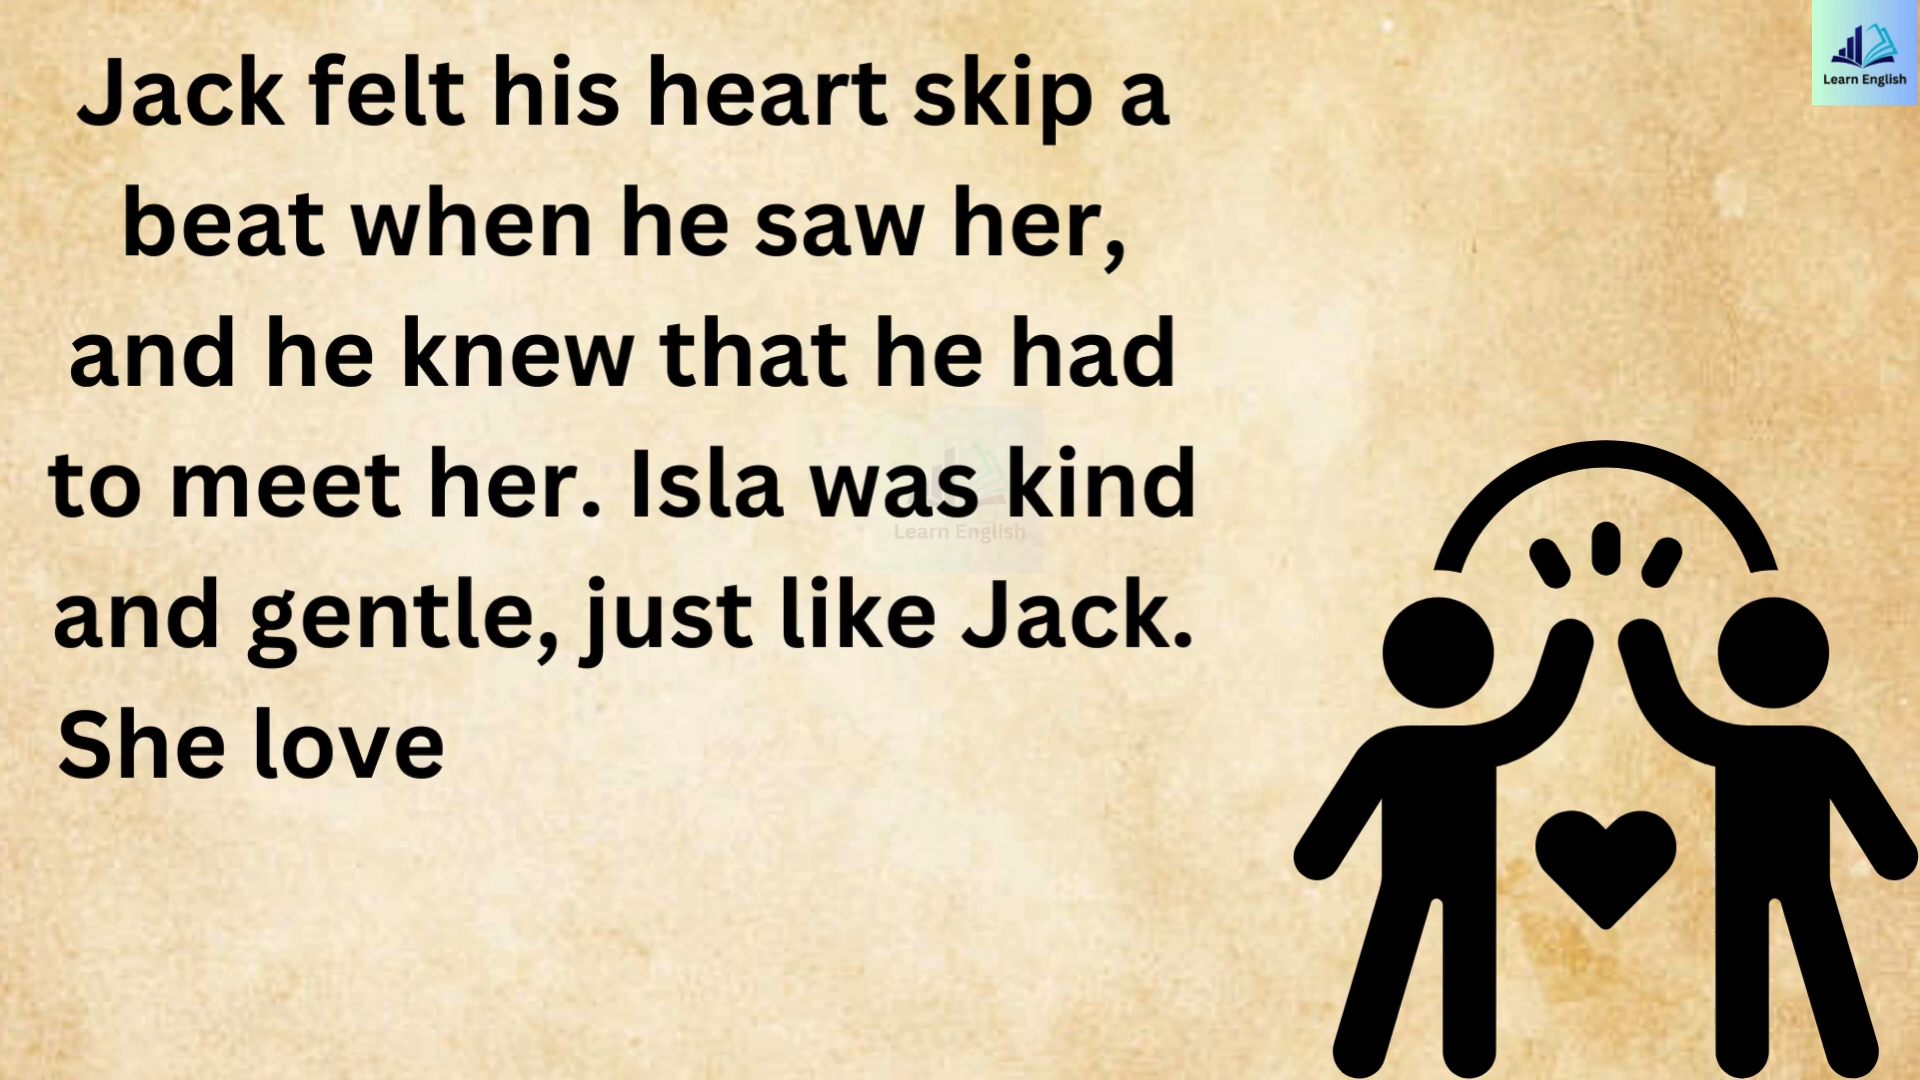 Jack felt his heart skip a
beat when he saw her,
and he knew that he had
to meet her. Isla was kind
and gentle, just like Jack.
She love
Learn English
Learn English